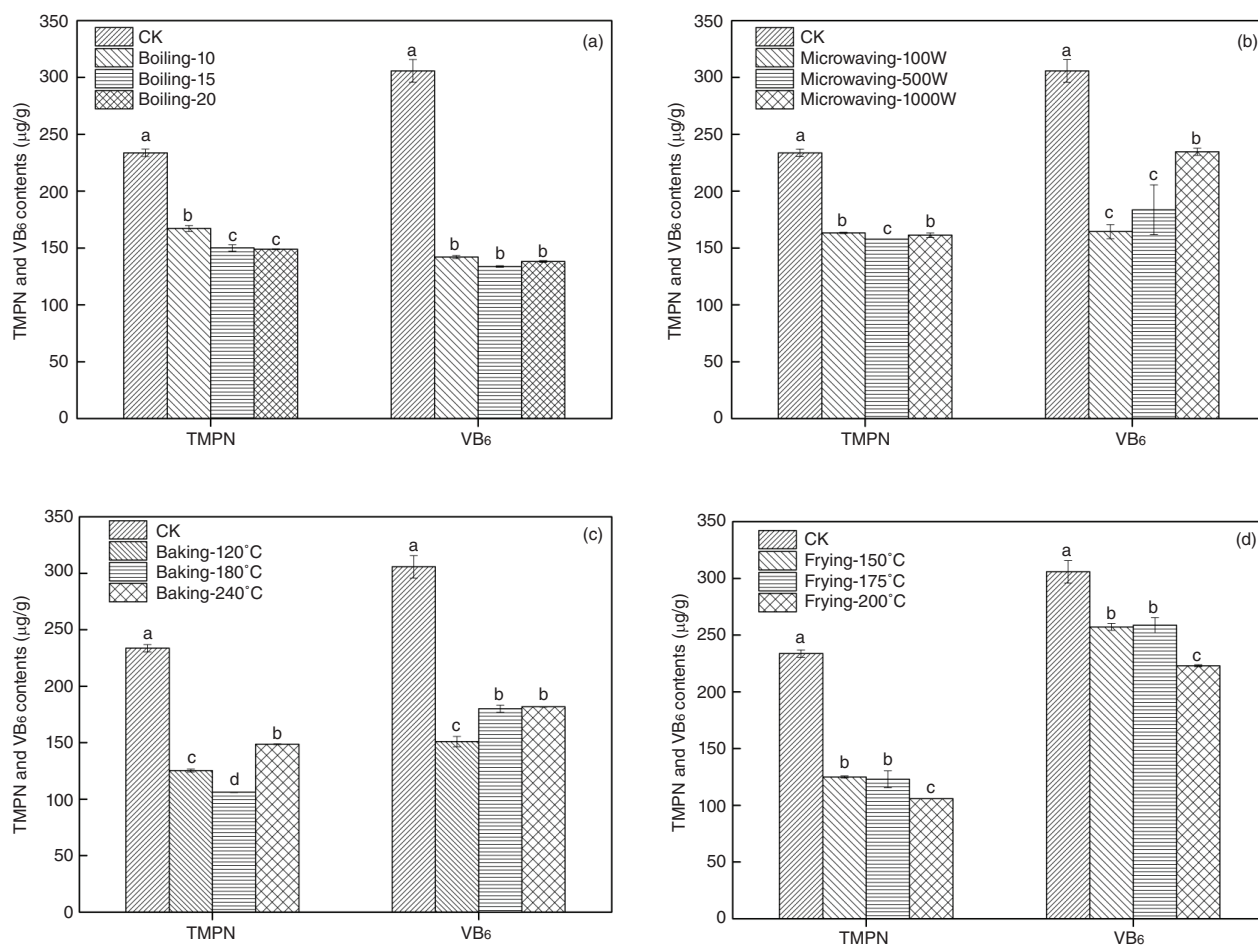 TMPN and VB6 contents (μg/g)
350
300
250
200
150
100
50
0
CK
Boiling-10
Boiling-15
Boiling-20
(a)
a
b
c
c
a
b
b
b
TMPN
VB6
TMPN and VB6 contents (μg/g)
350
300
250
200
150
100
50
0
CK
Microwaving-100W
Microwaving-500W
Microwaving-1000W
(b)
a
b
c
b
a
c
c
b
TMPN
VB6
TMPN and VB6 contents (μg/g)
350
300
250
200
150
100
50
0
CK
Baking-120˚C
Baking-180˚C
Baking-240˚C
(c)
a
c
d
b
a
c
b
b
TMPN
VB6
TMPN and VB6 contents (μg/g)
350
300
250
200
150
100
50
0
CK
Frying-150˚C
Frying-175˚C
Frying-200˚C
(d)
a
b
b
c
a
b
b
c
TMPN
VB6